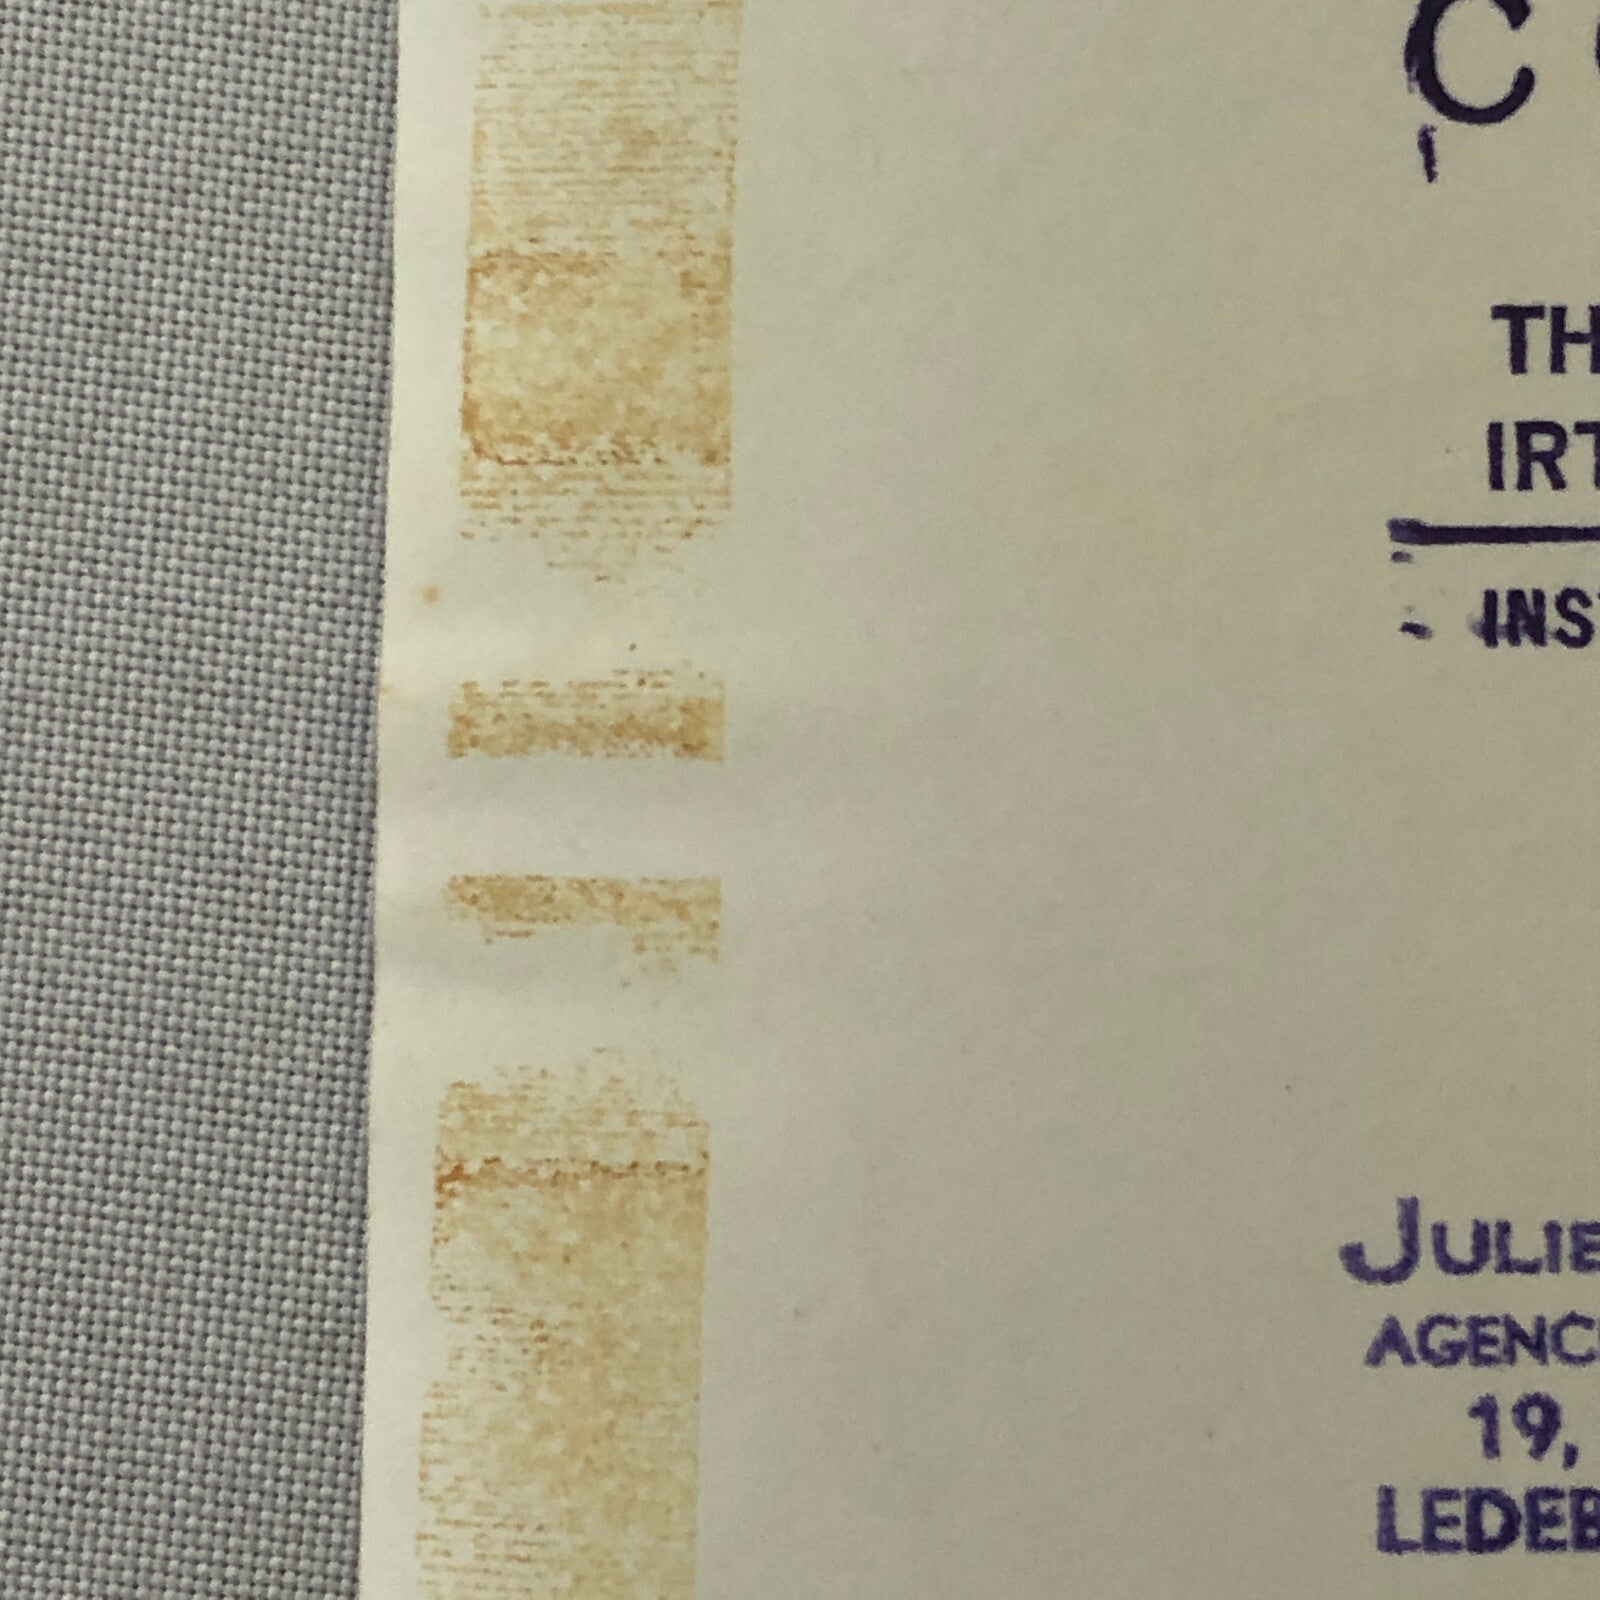 C
TH
IRT
INS
JULIE
AGENC
19,
LEDEB